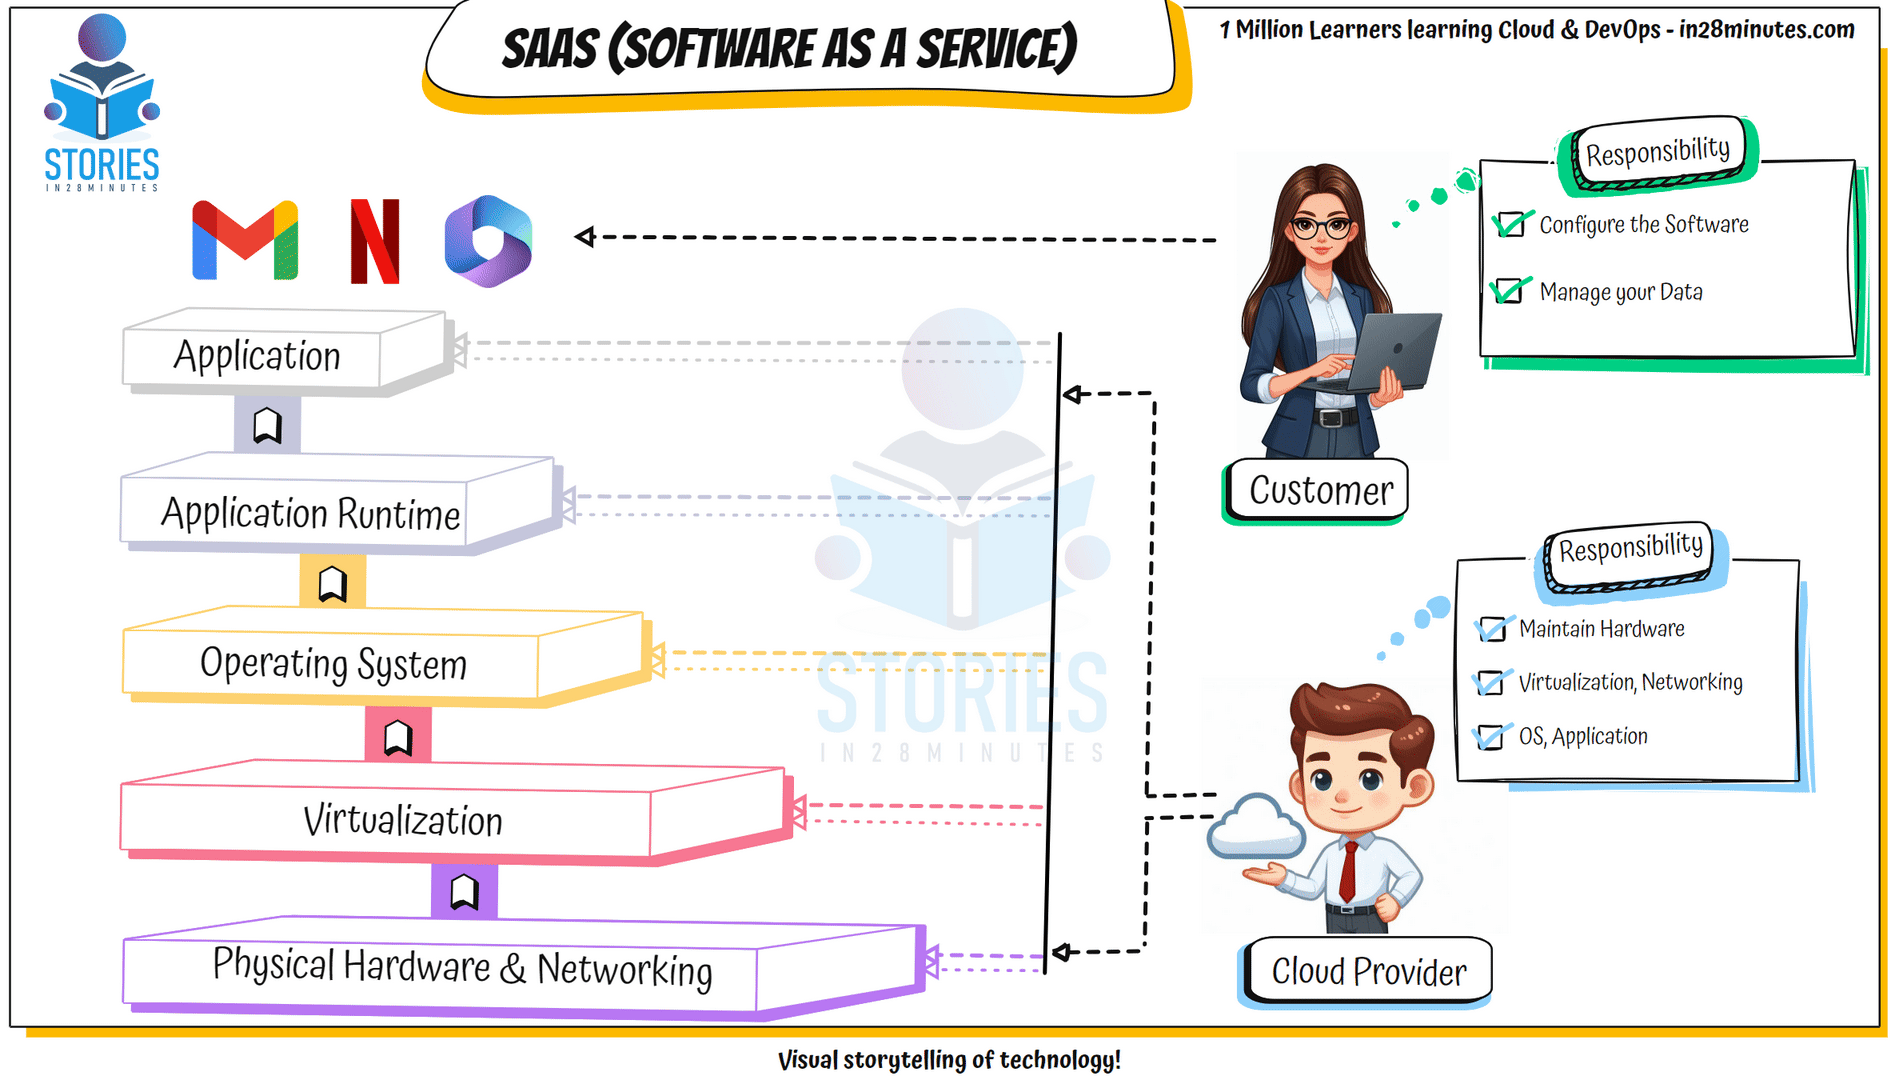 SAAS (SOFTWARE AS A SERVICE)
1 Million Learners learning Cloud & DevOps - in28minutes.com
STORIES
IN28MINUTES
Responsibility
Configure the Software
Manage your Data
Customer
Application
Application Runtime
Operating System
Virtualization
Physical Hardware & Networking
STORIES
IN28MINUTES
Responsibility
Maintain Hardware
Virtualization, Networking
OS, Application
Cloud Provider
Visual storytelling of technology!